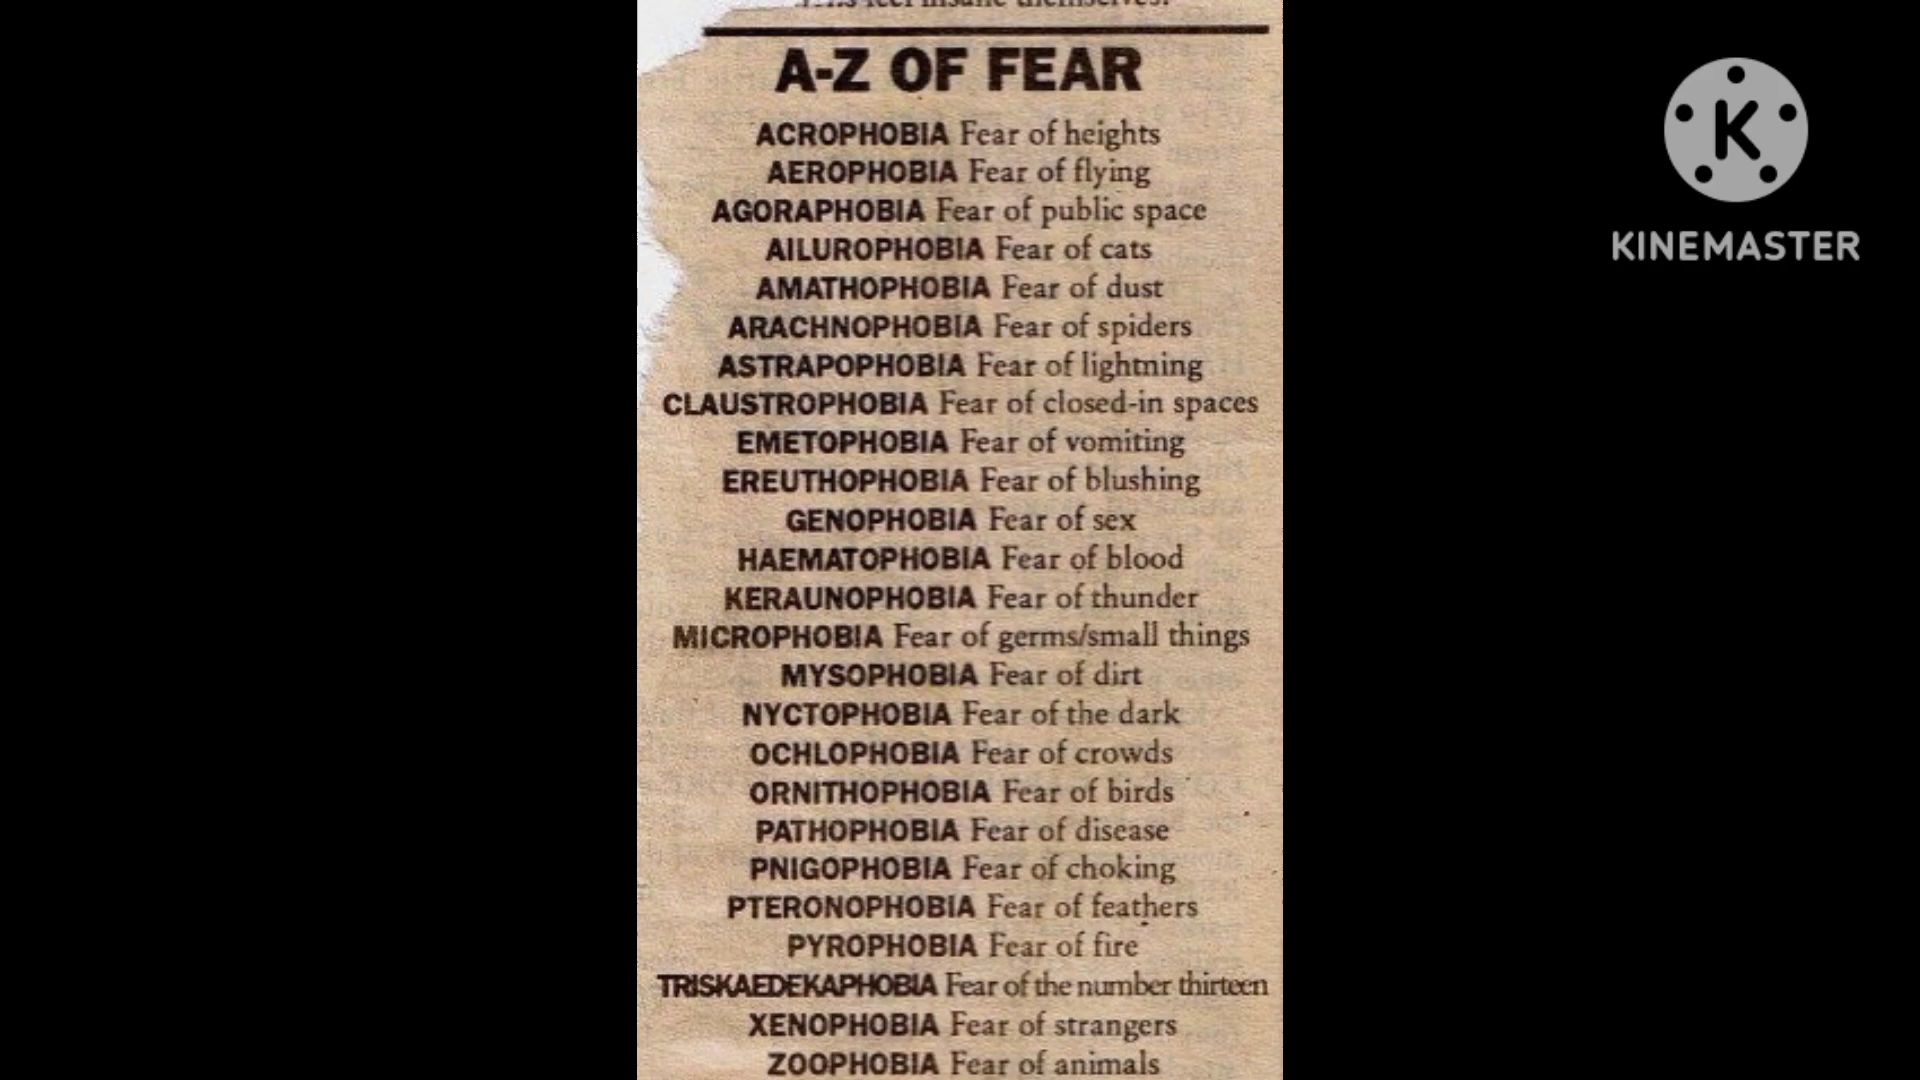 feel insane themselves.
A-Z OF FEAR
ACROPHOBIA Fear of heights
AEROPHOBIA Fear of flying
AGORAPHOBIA Fear of public space
AILUROPHOBIA Fear of cats
AMATHOPHOBIA Fear of dust
ARACHNOPHOBIA Fear of spiders
ASTRAPOPHOBIA Fear of lightning
CLAUSTROPHOBIA Fear of closed-in spaces
EMETOPHOBIA Fear of vomiting
EREUTHOPHOBIA Fear of blushing
GENOPHOBIA Fear of sex
HAEMATOPHOBIA Fear of blood
KERAUNOPHOBIA Fear of thunder
MICROPHOBIA Fear of germs/small things
MYSOPHOBIA Fear of dirt
NYCTOPHOBIA Fear of the dark
OCHLOPHOBIA Fear of crowds
ORNITHOPHOBIA Fear of birds
PATHOPHOBIA Fear of disease
PNIGOPHOBIA Fear of choking
PTERONOPHOBIA Fear of feathers
PYROPHOBIA Fear of fire
TRISKAEDEKAPHOBIA Fear of the number thirteen
XENOPHOBIA Fear of strangers
ZOOPHOBIA Fear of animals
K
KINEMASTER